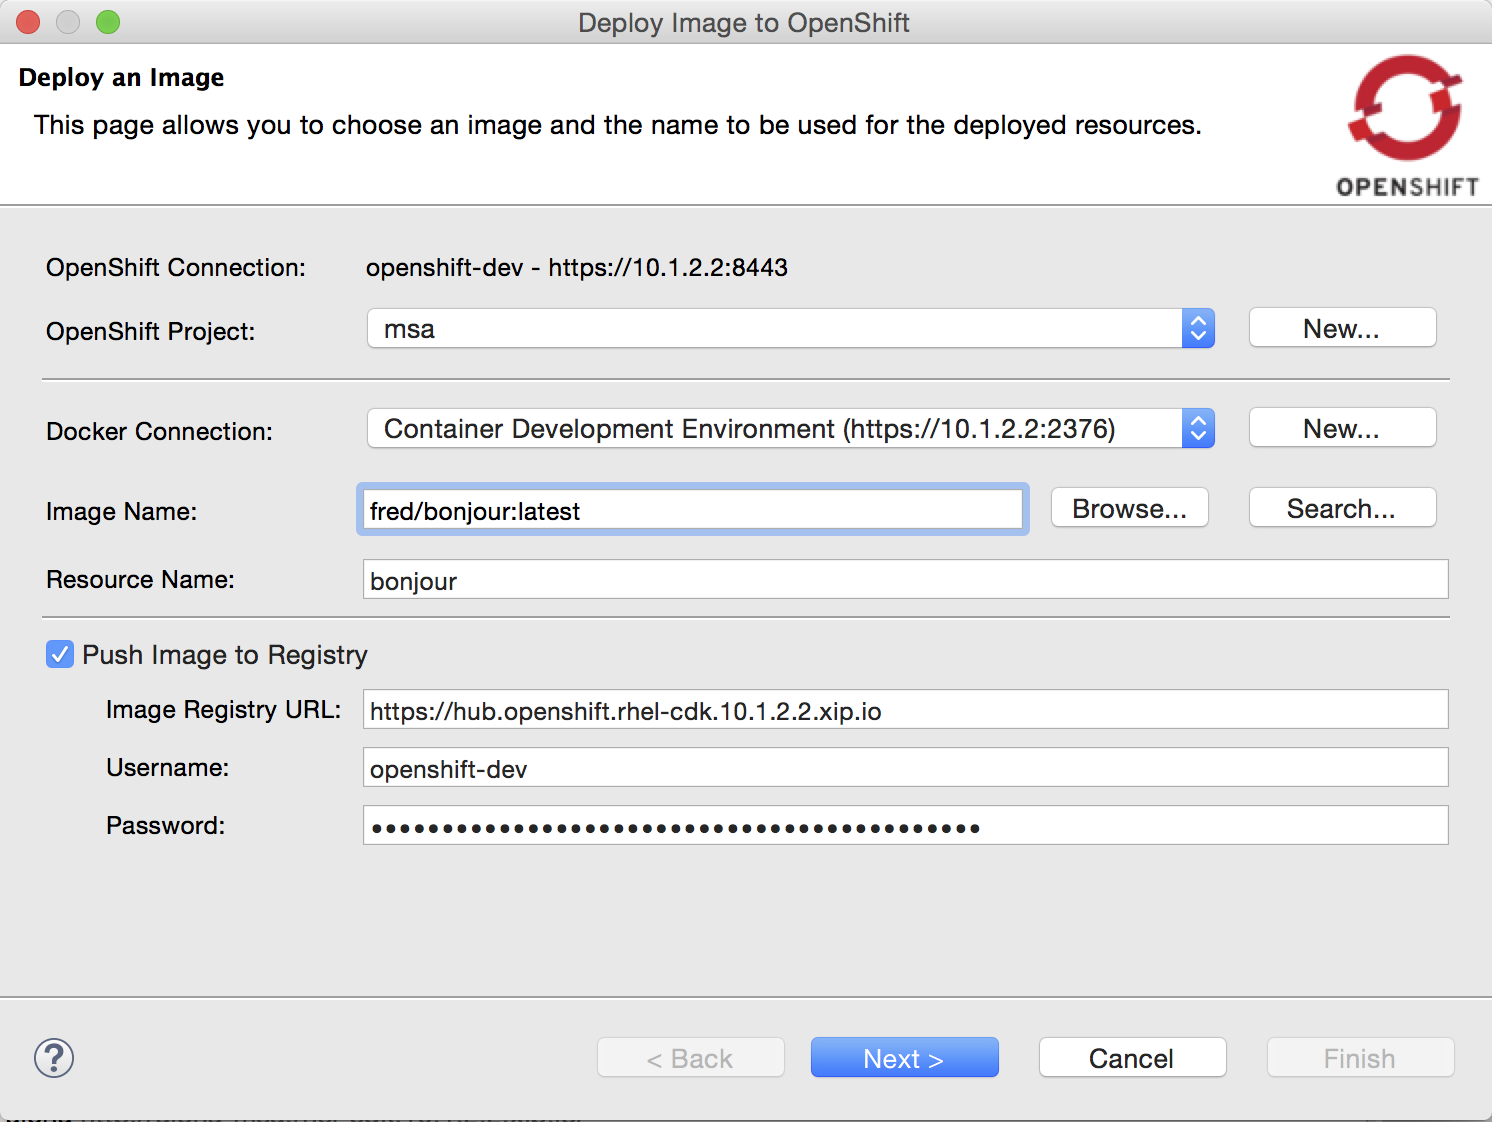 Deploy Image to OpenShift
Deploy an Image
This page allows you to choose an image and the name to be used for the deployed resources.
OPENSHIFT
OpenShift Connection: openshift-dev - https://10.1.2.2:8443
OpenShift Project: msa New...
Docker Connection: Container Development Environment (https://10.1.2.2:2376) New...
Image Name: fred/bonjour:latest Browse... Search...
Resource Name: bonjour
Push Image to Registry
Image Registry URL: https://hub.openshift.rhel-cdk.10.1.2.2.xip.io
Username: openshift-dev
Password: •••••••••••••••••••••••••••••••••••••••••••
? < Back Next > Cancel Finish